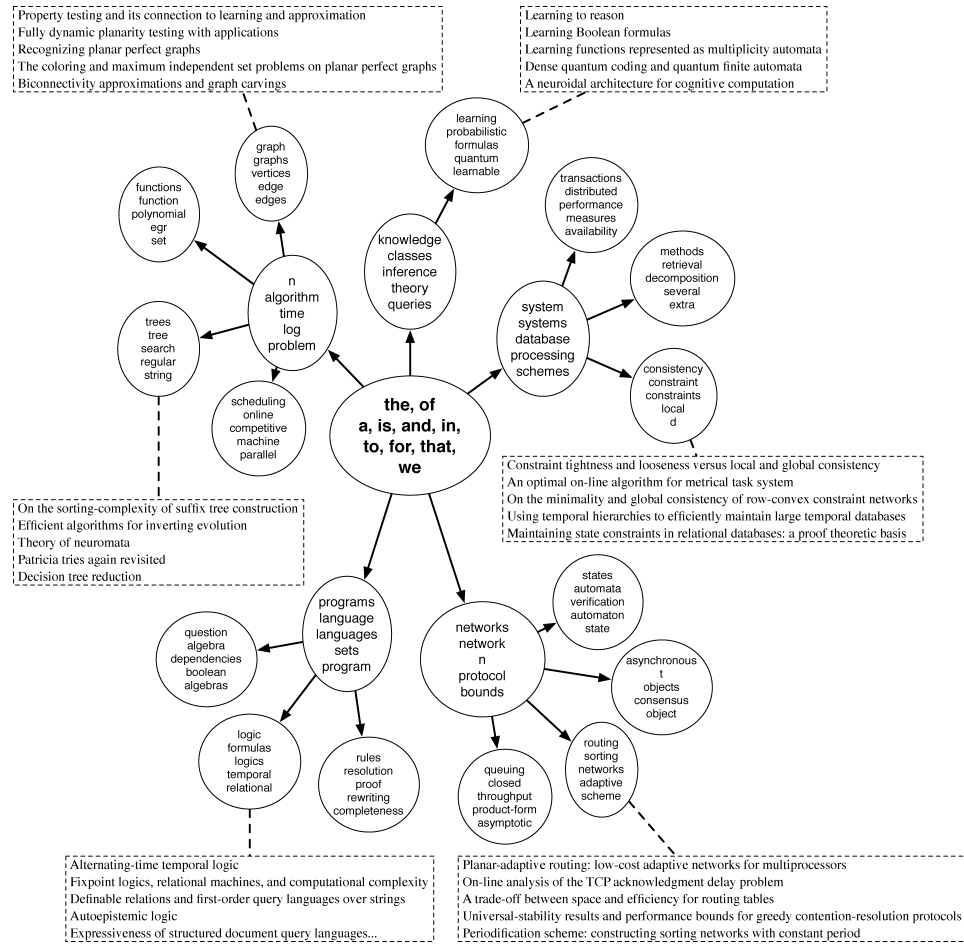 Property testing and its connection to learning and approximation
Fully dynamic planarity testing with applications
Recognizing planar perfect graphs
The coloring and maximum independent set problems on planar perfect graphs
Biconnectivity approximations and graph carvings
Learning to reason
Learning Boolean formulas
Learning functions represented as multiplicity automata
Dense quantum coding and quantum finite automata
A neuroidal architecture for cognitive computation
graph
graphs
vertices
edge
edges
learning
probabilistic
formulas
quantum
learnable
functions
function
polynomial
egr
set
transactions
distributed
performance
measures
availability
knowledge
classes
inference
theory
queries
methods
retrieval
decomposition
several
extra
n
algorithm
time
log
problem
system
systems
database
processing
schemes
trees
tree
search
regular
string
consistency
constraint
constraints
local
d
scheduling
online
competitive
machine
parallel
the, of
a, is, and, in,
to, for, that,
we
Constraint tightness and looseness versus local and global consistency
An optimal on-line algorithm for metrical task system
On the minimality and global consistency of row-convex constraint networks
Using temporal hierarchies to efficiently maintain large temporal databases
Maintaining state constraints in relational databases: a proof theoretic basis
On the sorting-complexity of suffix tree construction
Efficient algorithms for inverting evolution
Theory of neuromata
Patricia tries again revisited
Decision tree reduction
programs
language
languages
sets
program
networks
network
n
protocol
bounds
states
automata
verification
automaton
state
question
algebra
dependencies
boolean
algebras
asynchronous
t
objects
consensus
object
logic
formulas
logics
temporal
relational
rules
resolution
proof
rewriting
completeness
queuing
closed
throughput
product-form
asymptotic
routing
sorting
networks
adaptive
scheme
Alternating-time temporal logic
Fixpoint logics, relational machines, and computational complexity
Definable relations and first-order query languages over strings
Autoepistemic logic
Expressiveness of structured document query languages...
Planar-adaptive routing: low-cost adaptive networks for multiprocessors
On-line analysis of the TCP acknowledgment delay problem
A trade-off between space and efficiency for routing tables
Universal-stability results and performance bounds for greedy contention-resolution protocols
Periodification scheme: constructing sorting networks with constant period